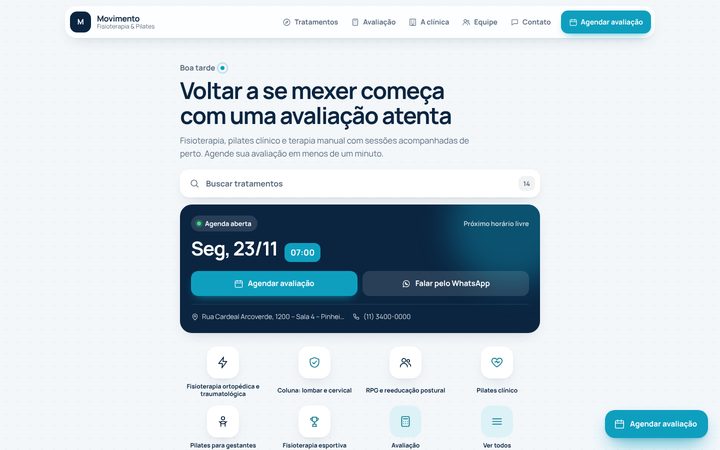 M
Movimento
Fisioterapia & Pilates
Tratamentos
Avaliação
A clínica
Equipe
Contato
Agendar avaliação
Boa tarde
Voltar a se mexer começa
com uma avaliação atenta
Fisioterapia, pilates clínico e terapia manual com sessões acompanhadas de
perto. Agende sua avaliação em menos de um minuto.
Buscar tratamentos
14
Agenda aberta
Próximo horário livre
Seg, 23/11
07:00
Agendar avaliação
Falar pelo WhatsApp
Rua Cardeal Arcoverde, 1200 – Sala 4 – Pinhei...
(11) 3400-0000
Fisioterapia ortopédica e
traumatológica
Coluna: lombar e cervical
RPG e reeducação postural
Pilates clínico
Pilates para gestantes
Fisioterapia esportiva
Avaliação
Ver todos
Agendar avaliação